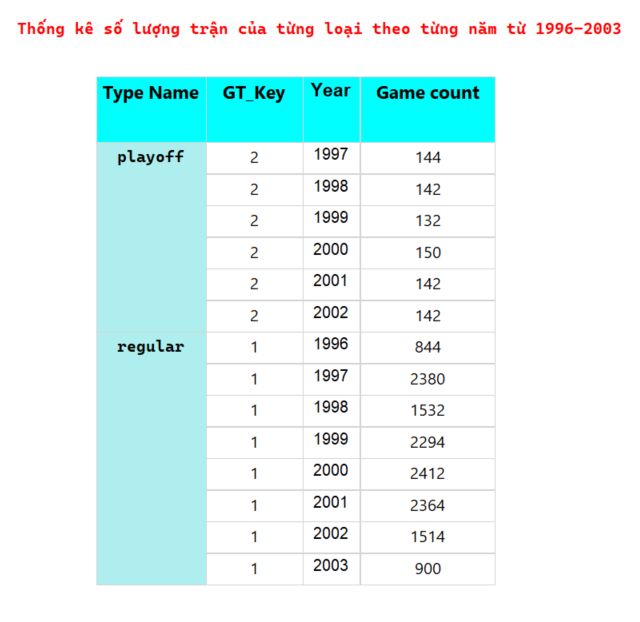 Thống kê số lượng trận của từng loại theo từng năm từ 1996-2003
Type Name GT_Key Year Game count
playoff 2 1997 144
2 1998 142
2 1999 132
2 2000 150
2 2001 142
2 2002 142
regular 1 1996 844
1 1997 2380
1 1998 1532
1 1999 2294
1 2000 2412
1 2001 2364
1 2002 1514
1 2003 900